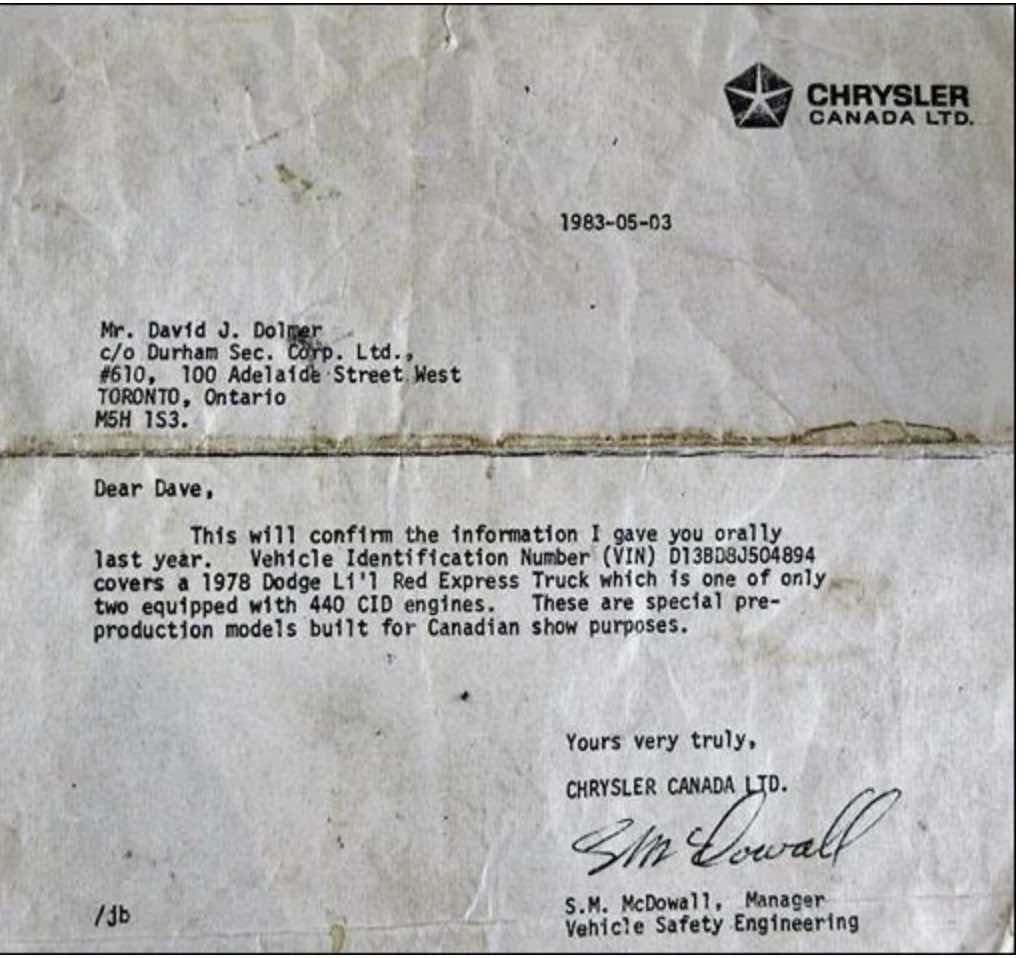 CHRYSLER
CANADA LTD.
1983-05-03
Mr. David J. Dolmer
c/o Durham Sec. Corp. Ltd.,
#610, 100 Adelaide Street West
TORONTO, Ontario
M5H 1S3.
Dear Dave,
This will confirm the information I gave you orally
last year. Vehicle Identification Number (VIN) D13BD8J504894
covers a 1978 Dodge Li'l Red Express Truck which is one of only
two equipped with 440 CID engines. These are special pre-
production models built for Canadian show purposes.
Yours very truly,
CHRYSLER CANADA LTD.
SM McDowall
S.M. McDowall, Manager
Vehicle Safety Engineering
/jb